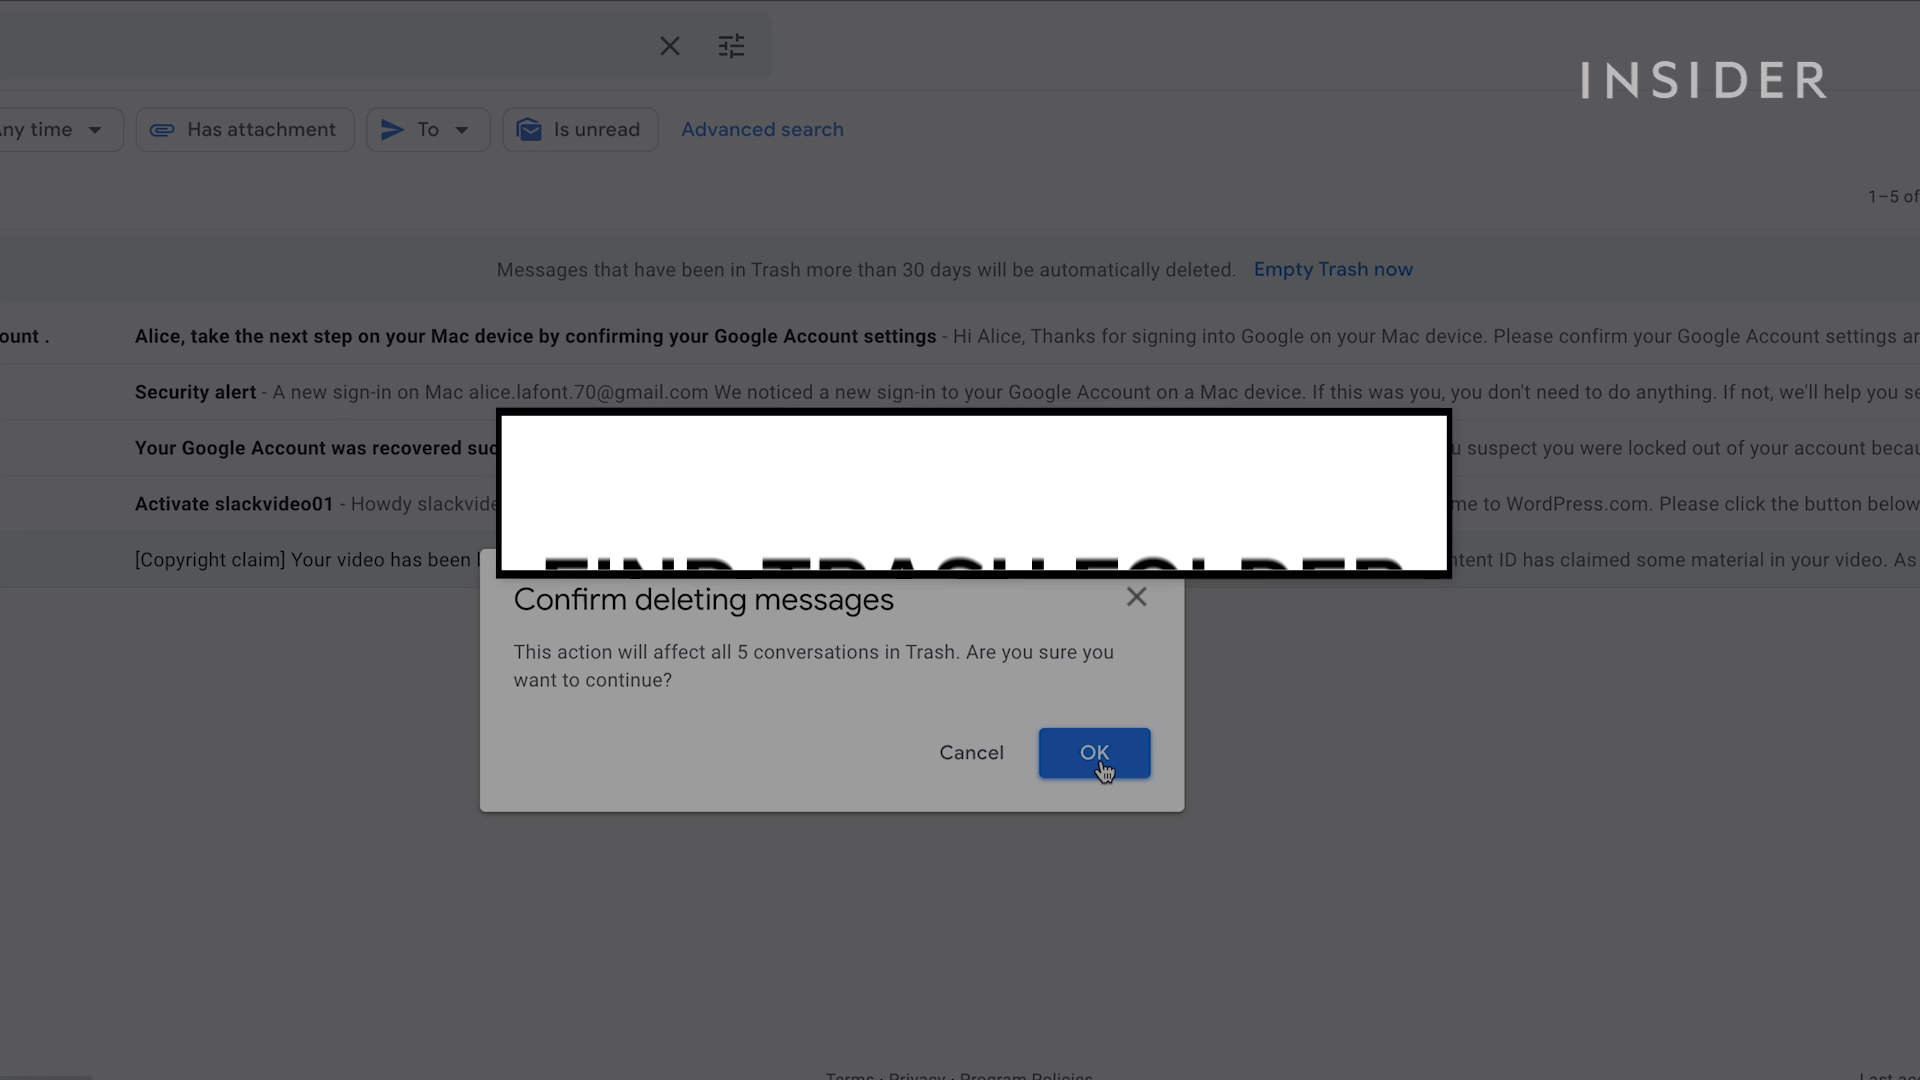 INSIDER
ny time
Has attachment
To
Is unread
Advanced search
1–5 of
Messages that have been in Trash more than 30 days will be automatically deleted. Empty Trash now
ount .
Alice, take the next step on your Mac device by confirming your Google Account settings - Hi Alice, Thanks for signing into Google on your Mac device. Please confirm your Google Account settings ar
Security alert - A new sign-in on Mac alice.lafont.70@gmail.com We noticed a new sign-in to your Google Account on a Mac device. If this was you, you don't need to do anything. If not, we'll help you se
Your Google Account was recovered suc
u suspect you were locked out of your account becau
Activate slackvideo01 - Howdy slackvide
me to WordPress.com. Please click the button below
[Copyright claim] Your video has been
ntent ID has claimed some material in your video. As
FIND TRASH FOLDER
Confirm deleting messages
This action will affect all 5 conversations in Trash. Are you sure you
want to continue?
Cancel
OK
Terms · Privacy · Program Policies